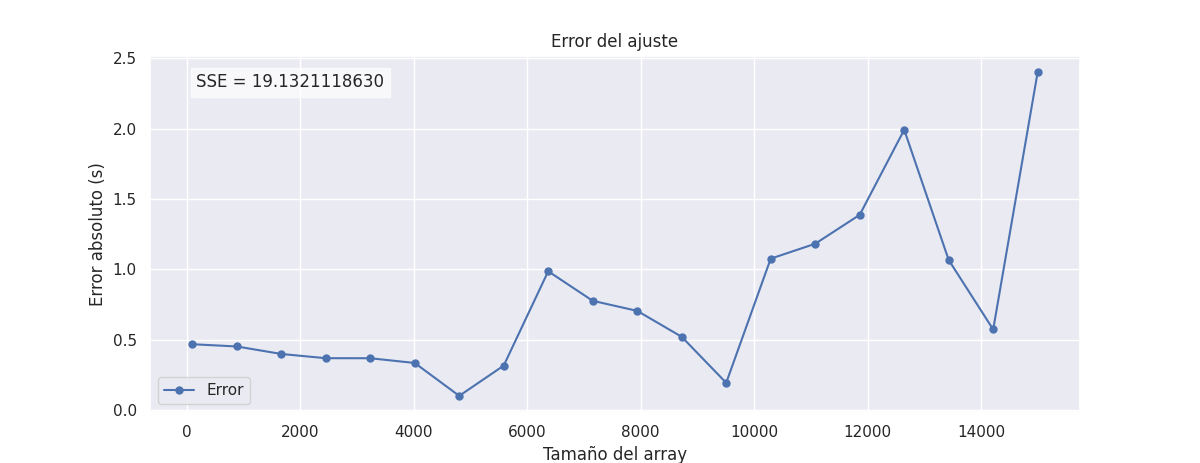 Error del ajuste
SSE = 19.1321118630
2.5
2.0
1.5
1.0
0.5
0.0
Error absoluto (s)
Error
0 2000 4000 6000 8000 10000 12000 14000
Tamaño del array